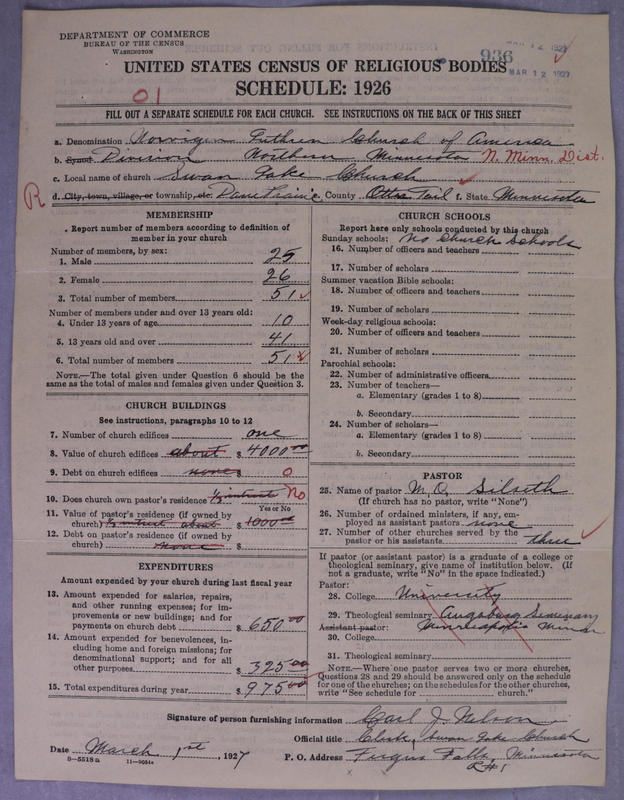 DEPARTMENT OF COMMERCE
BUREAU OF THE CENSUS
WASHINGTON
936
MAR 12 1927
UNITED STATES CENSUS OF RELIGIOUS BODIES
SCHEDULE: 1926
01
FILL OUT A SEPARATE SCHEDULE FOR EACH CHURCH. SEE INSTRUCTIONS ON THE BACK OF THIS SHEET
a. Denomination Norwigen Luthren Church of America
b. Synod Division Northern Minnesota N. Minn. Dist.
c. Local name of church Swan Lake Church
R
d. City, town, village, or township, etc. Dane Prairie County Otter Tail f. State Minnesota
MEMBERSHIP
Report number of members according to definition of
member in your church
Number of members, by sex:
1. Male 25
2. Female 26
3. Total number of members 51
Number of members under and over 13 years old:
4. Under 13 years of age 10
5. 13 years old and over 41
6. Total number of members 51
NOTE.—The total given under Question 6 should be the
same as the total of males and females given under Question 3.
CHURCH BUILDINGS
See instructions, paragraphs 10 to 12
7. Number of church edifices one
8. Value of church edifices about $ 4000 00
9. Debt on church edifices none $ 0
10. Does church own pastor's residence? 1/3 intrest No
Yes or No
11. Value of pastor's residence (if owned by
church) 1/3 intrest about $ 1000 00
12. Debt on pastor's residence (if owned by
church) none $
EXPENDITURES
Amount expended by your church during last fiscal year
13. Amount expended for salaries, repairs,
and other running expenses; for im-
provements or new buildings; and for
payments on church debt $ 650 00
14. Amount expended for benevolences, in-
cluding home and foreign missions; for
denominational support; and for all
other purposes $ 325 00
15. Total expenditures during year $ 975 00
CHURCH SCHOOLS
Report here only schools conducted by this church
Sunday schools: No Church Schools
16. Number of officers and teachers
17. Number of scholars
Summer vacation Bible schools:
18. Number of officers and teachers
19. Number of scholars
Week-day religious schools:
20. Number of officers and teachers
21. Number of scholars
Parochial schools:
22. Number of administrative officers
23. Number of teachers—
a. Elementary (grades 1 to 8)
b. Secondary
24. Number of scholars—
a. Elementary (grades 1 to 8)
b. Secondary
PASTOR
25. Name of pastor M. O. Silseth
(If church has no pastor, write "None")
26. Number of ordained ministers, if any, em-
ployed as assistant pastors none
27. Number of other churches served by the
pastor or his assistants three
If pastor (or assistant pastor) is a graduate of a college or
theological seminary, give name of institution below. (If
not a graduate, write "No" in the space indicated.)
Pastor:
28. College University
29. Theological seminary Augsburg Seminary
Assistant pastor: Minneapolis Minn
30. College
31. Theological seminary
NOTE.—Where one pastor serves two or more churches,
Questions 28 and 29 should be answered only on the schedule
for one of the churches; on the schedules for the other churches,
write "See schedule for church."
Signature of person furnishing information Carl J. Nelson
Official title Clerk, Swan Lake Church
Date March 1st, 1927 P. O. Address Fergus Falls, Minnesota
R#1
8—5518a 11—9054a